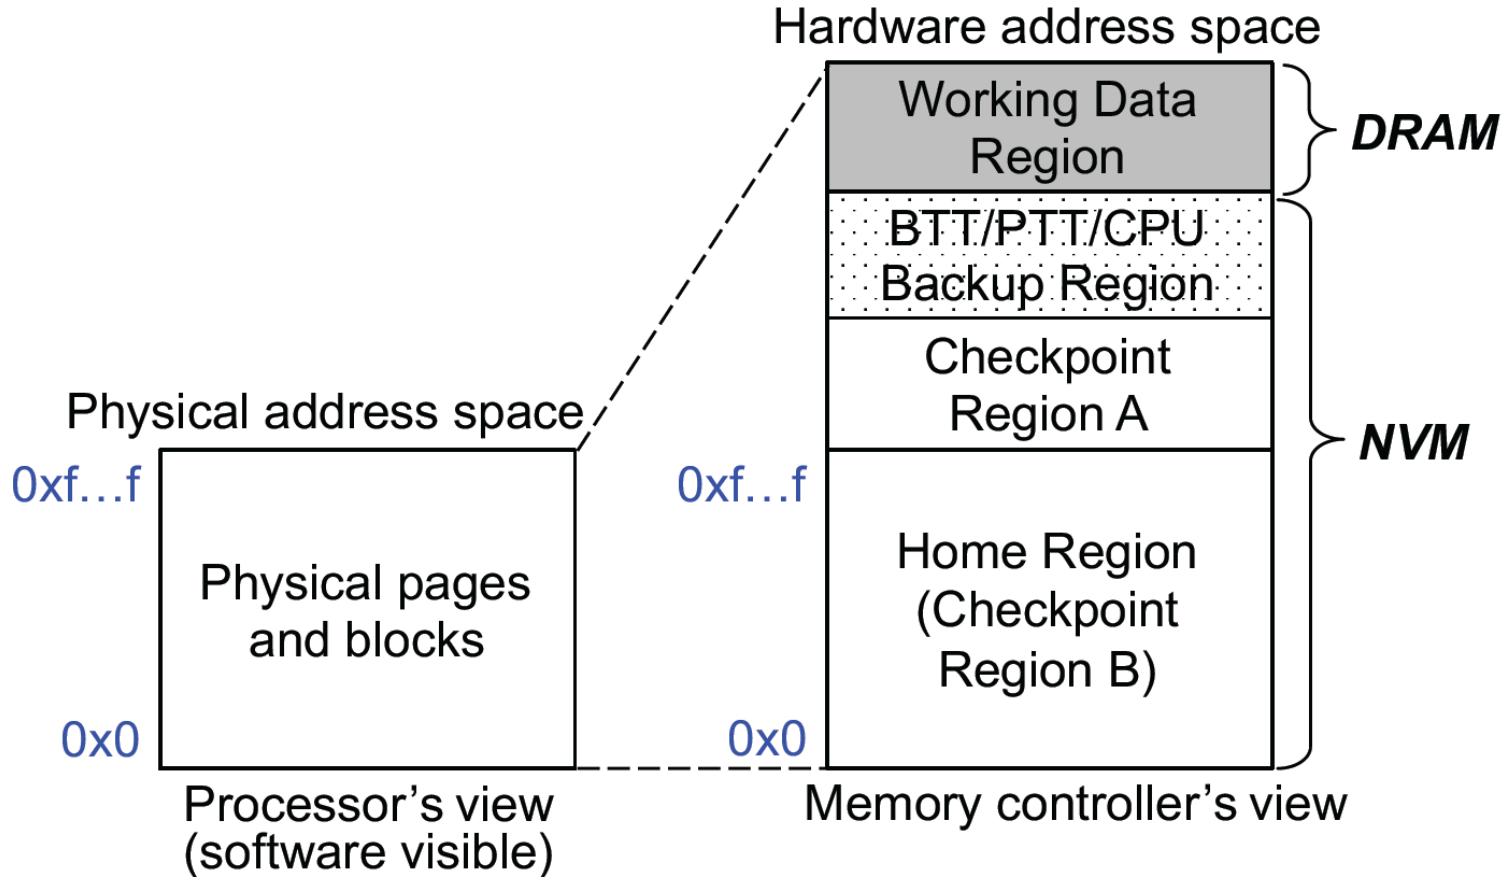 Hardware address space
Working Data
Region
DRAM
BTT/PTT/CPU
Backup Region
Checkpoint
Region A
NVM
Physical address space
0xf…f
Physical pages
and blocks
0x0
0xf…f
Home Region
(Checkpoint
Region B)
0x0
Processor’s view
(software visible)
Memory controller’s view